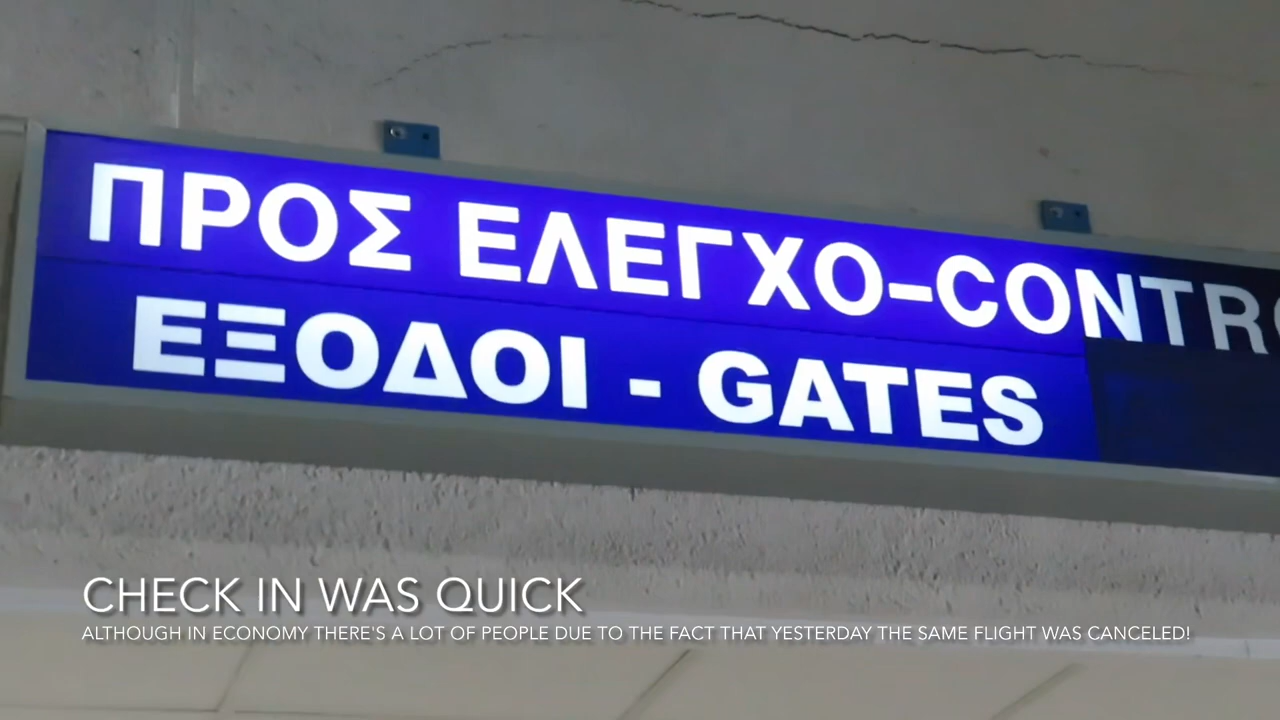 ΠΡΟΣ ΕΛΕΓΧΟ–CONTRO
ΕΞΟΔΟΙ - GATES
CHECK IN WAS QUICK
ALTHOUGH IN ECONOMY THERE'S A LOT OF PEOPLE DUE TO THE FACT THAT YESTERDAY THE SAME FLIGHT WAS CANCELED!